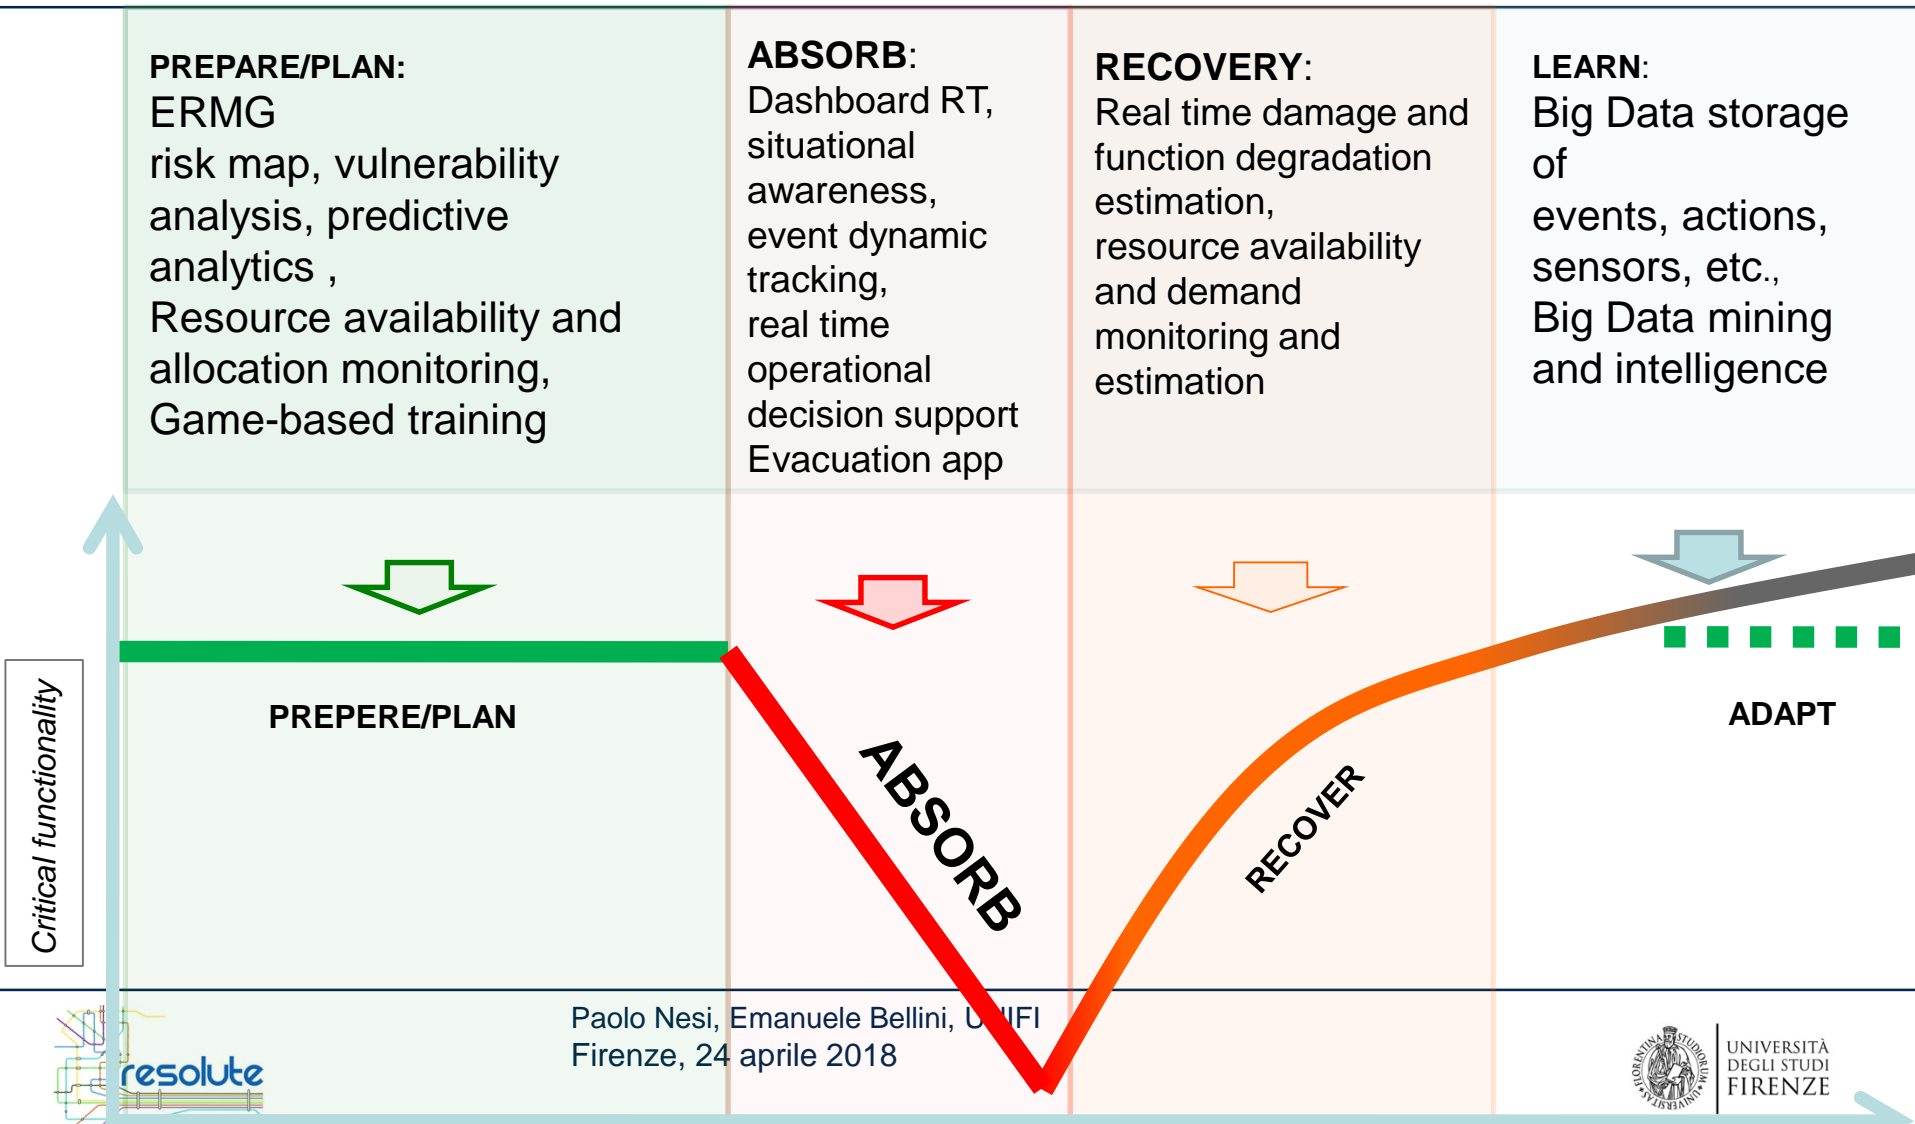 PREPARE/PLAN:
ERMG
risk map, vulnerability
analysis, predictive
analytics ,
Resource availability and
allocation monitoring,
Game-based training
ABSORB:
Dashboard RT,
situational
awareness,
event dynamic
tracking,
real time
operational
decision support
Evacuation app
RECOVERY:
Real time damage and
function degradation
estimation,
resource availability
and demand
monitoring and
estimation
LEARN:
Big Data storage
of
events, actions,
sensors, etc.,
Big Data mining
and intelligence
Critical functionality
PREPERE/PLAN
ABSORB
RECOVER
ADAPT
resolute
Paolo Nesi, Emanuele Bellini, UNIFI
Firenze, 24 aprile 2018
UNIVERSITÀ
DEGLI STUDI
FIRENZE